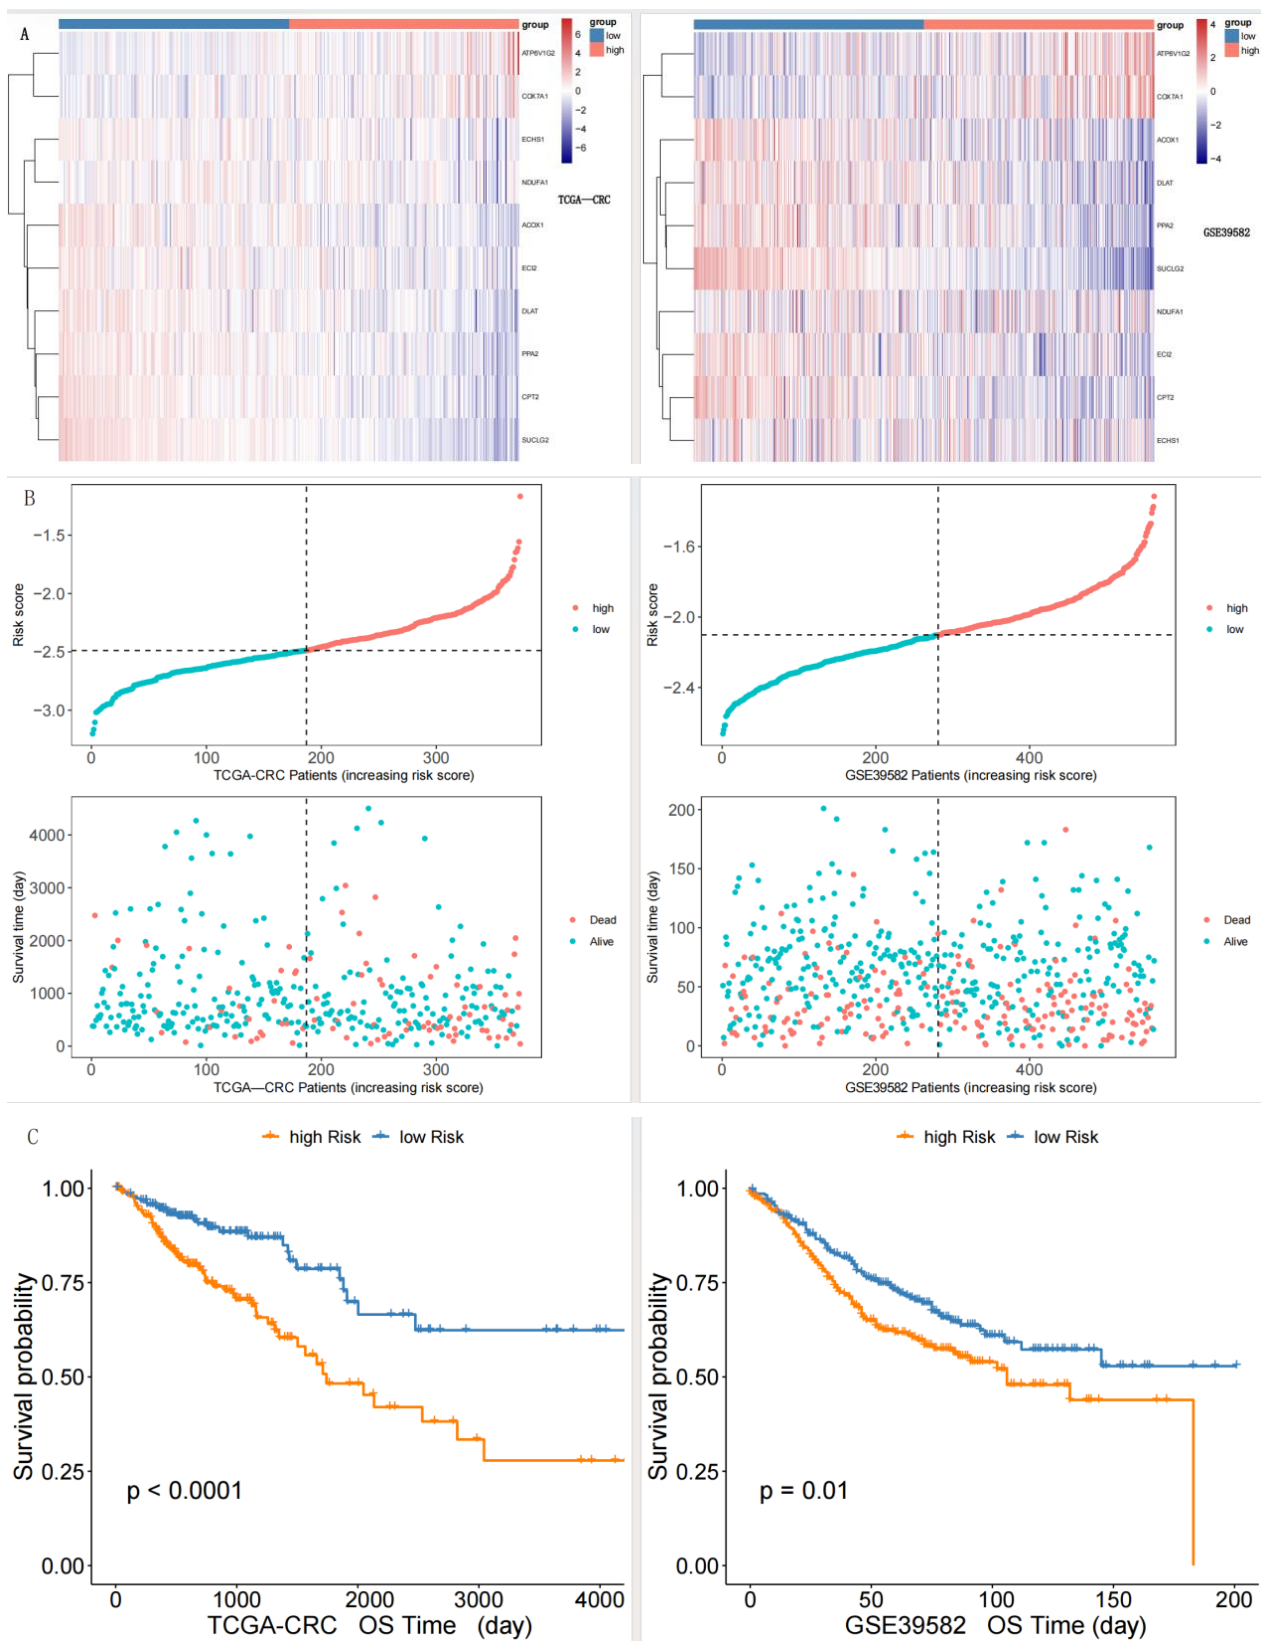 A
group
6
4
2
0
−2
−4
−6
group
low
high
TCGA—CRC
ATP6V1G2
COX7A1
ECHS1
NDUFA1
ACOX1
ECI2
DLAT
PPA2
CPT2
SUCLG2
group
4
2
0
−2
−4
group
low
high
GSE39582
ATP6V1G2
COX7A1
ACOX1
DLAT
PPA2
SUCLG2
NDUFA1
ECI2
CPT2
ECHS1
B
Risk score
−1.5
−2.0
−2.5
−3.0
0 100 200 300
TCGA-CRC Patients (increasing risk score)
high
low
Risk score
−1.6
−2.0
−2.4
0 200 400
GSE39582 Patients (increasing risk score)
high
low
Survival time (day)
4000
3000
2000
1000
0
0 100 200 300
TCGA—CRC Patients (increasing risk score)
Dead
Alive
Survival time (day)
200
150
100
50
0
0 200 400
GSE39582 Patients (increasing risk score)
Dead
Alive
C
high Risk low Risk
Survival probability
1.00
0.75
0.50
0.25
0.00
p < 0.0001
0 1000 2000 3000 4000
TCGA-CRC OS Time (day)
high Risk low Risk
Survival probability
1.00
0.75
0.50
0.25
0.00
p = 0.01
0 50 100 150 200
GSE39582 OS Time (day)